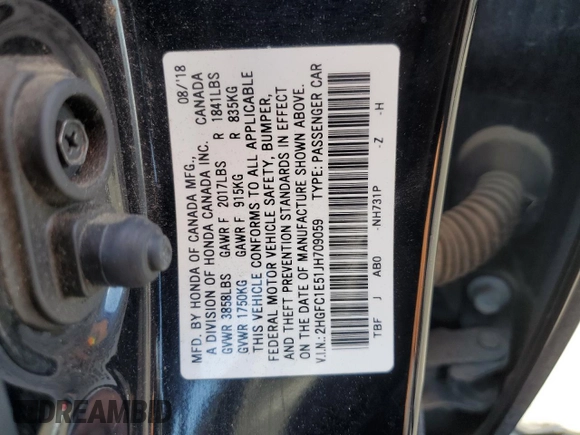 MFD. BY HONDA OF CANADA MFG., 08/'18
A DIVISION OF HONDA CANADA INC. CANADA
GVWR 3858LBS GAWR F 2017LBS R 1841LBS
GVWR 1750KG GAWR F 915KG R 835KG
THIS VEHICLE CONFORMS TO ALL APPLICABLE
FEDERAL MOTOR VEHICLE SAFETY, BUMPER,
AND THEFT PREVENTION STANDARDS IN EFFECT
ON THE DATE OF MANUFACTURE SHOWN ABOVE.
V.I.N.: 2HGFC1E51JH709059 TYPE: PASSENGER CAR
TBF J AB0 -NH731P -Z -H
DREAMBID